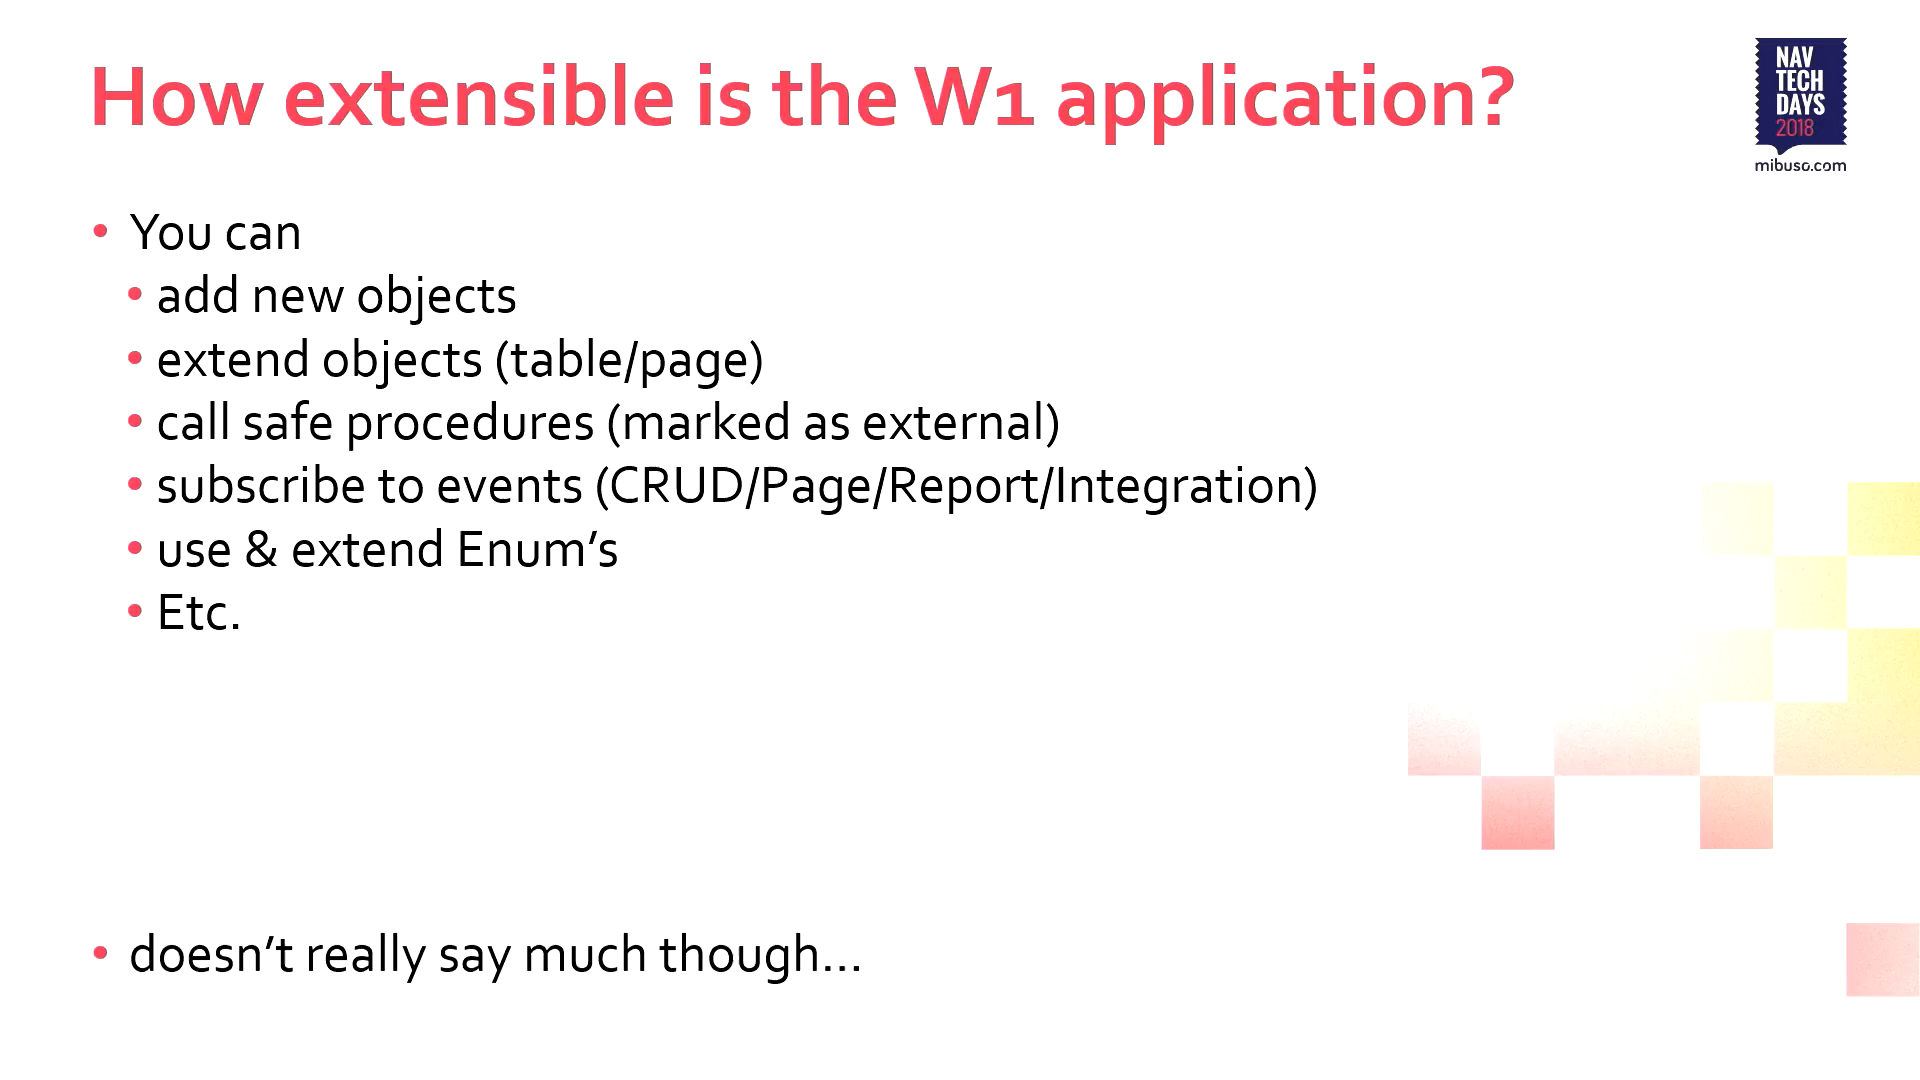 How extensible is the W1 application?
NAV
TECH
DAYS
2018
mibuso.com
• You can
• add new objects
• extend objects (table/page)
• call safe procedures (marked as external)
• subscribe to events (CRUD/Page/Report/Integration)
• use & extend Enum’s
• Etc.
• doesn’t really say much though…